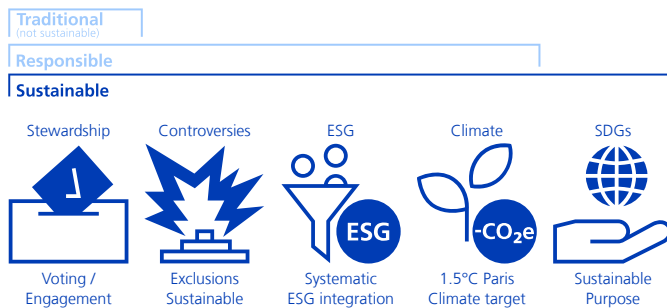 Traditional
(not sustainable)
Responsible
Sustainable
Stewardship Controversies ESG Climate SDGs
ESG -CO₂e
Voting / Exclusions Systematic 1.5°C Paris Sustainable
Engagement Sustainable ESG integration Climate target Purpose